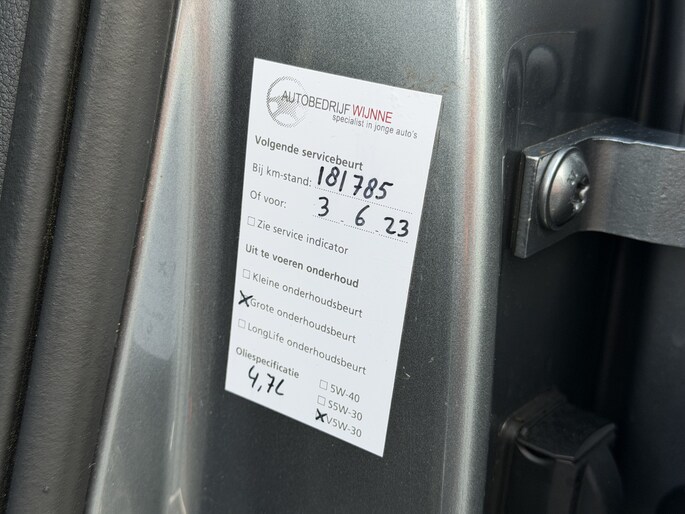 AUTOBEDRIJF WIJNNE
specialist in jonge auto's
Volgende servicebeurt
Bij km-stand: 181785
Of voor: 3 . 6 . 23
☐ Zie service indicator
Uit te voeren onderhoud
☐ Kleine onderhoudsbeurt
☒ Grote onderhoudsbeurt
☐ LongLife onderhoudsbeurt
Oliespecificatie
4,7L
☐ 5W-40
☐ S5W-30
☒ V5W-30